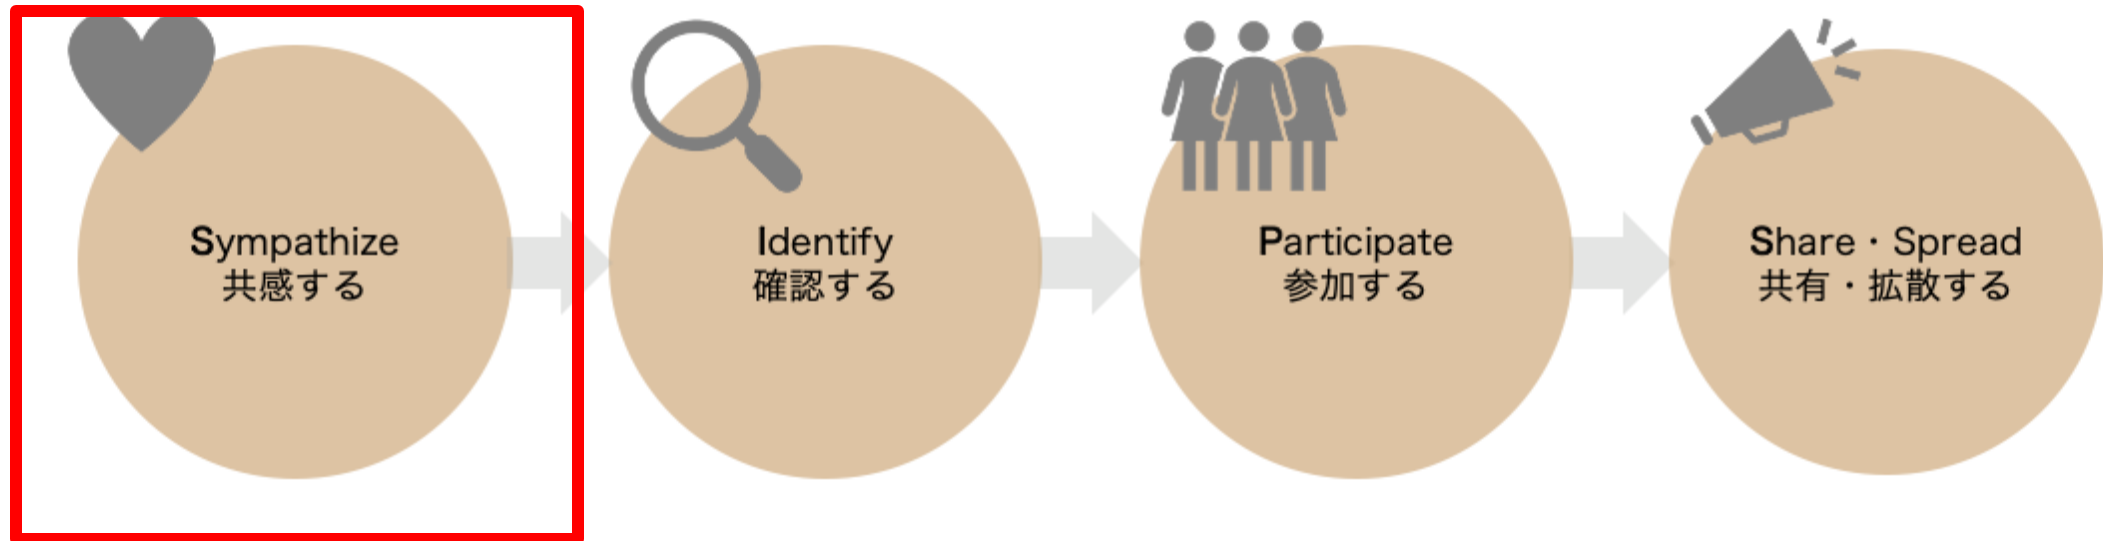 Sympathize
共感する
Identify
確認する
Participate
参加する
Share・Spread
共有・拡散する